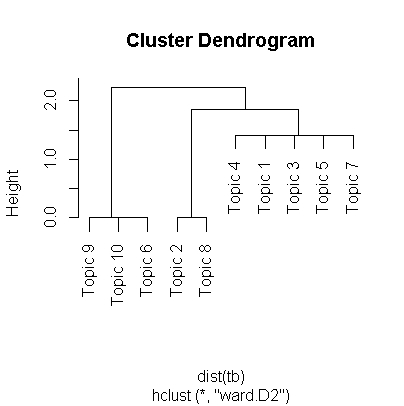 Cluster Dendrogram
Height
2.0
1.0
0.0
Topic 9
Topic 10
Topic 6
Topic 2
Topic 8
Topic 4
Topic 1
Topic 3
Topic 5
Topic 7
dist(tb)
hclust (*, "ward.D2")